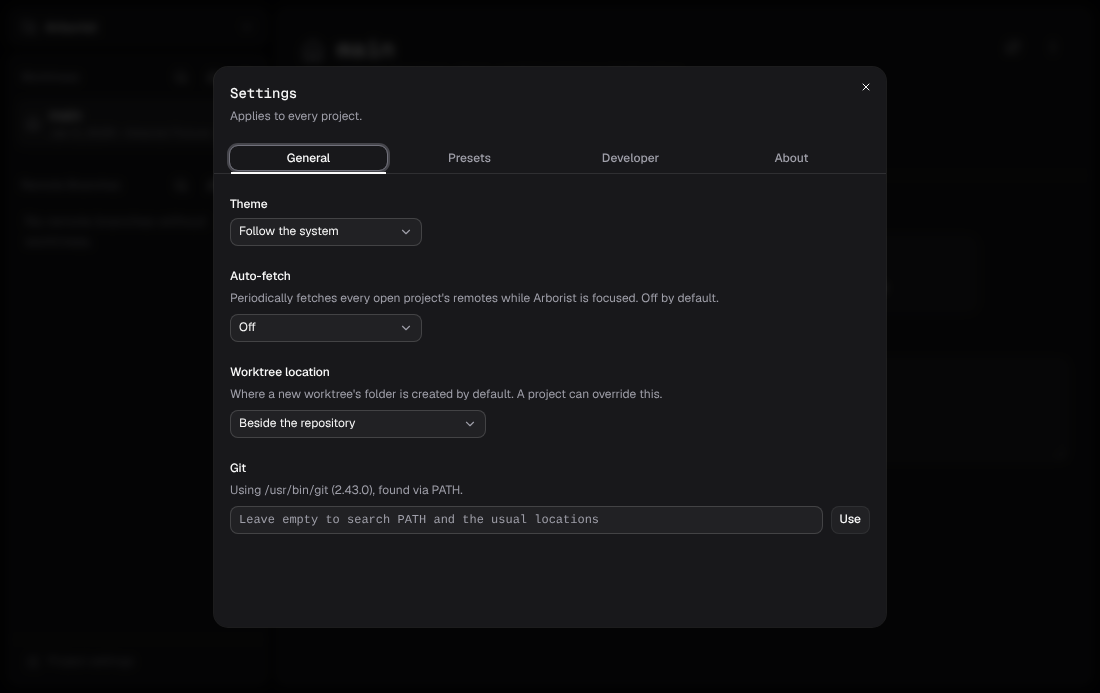 main
Settings
Applies to every project.
General
Presets
Developer
About
Theme
Follow the system
Auto-fetch
Periodically fetches every open project's remotes while Arborist is focused. Off by default.
Off
Worktree location
Where a new worktree's folder is created by default. A project can override this.
Beside the repository
Git
Using /usr/bin/git (2.43.0), found via PATH.
Leave empty to search PATH and the usual locations
Use